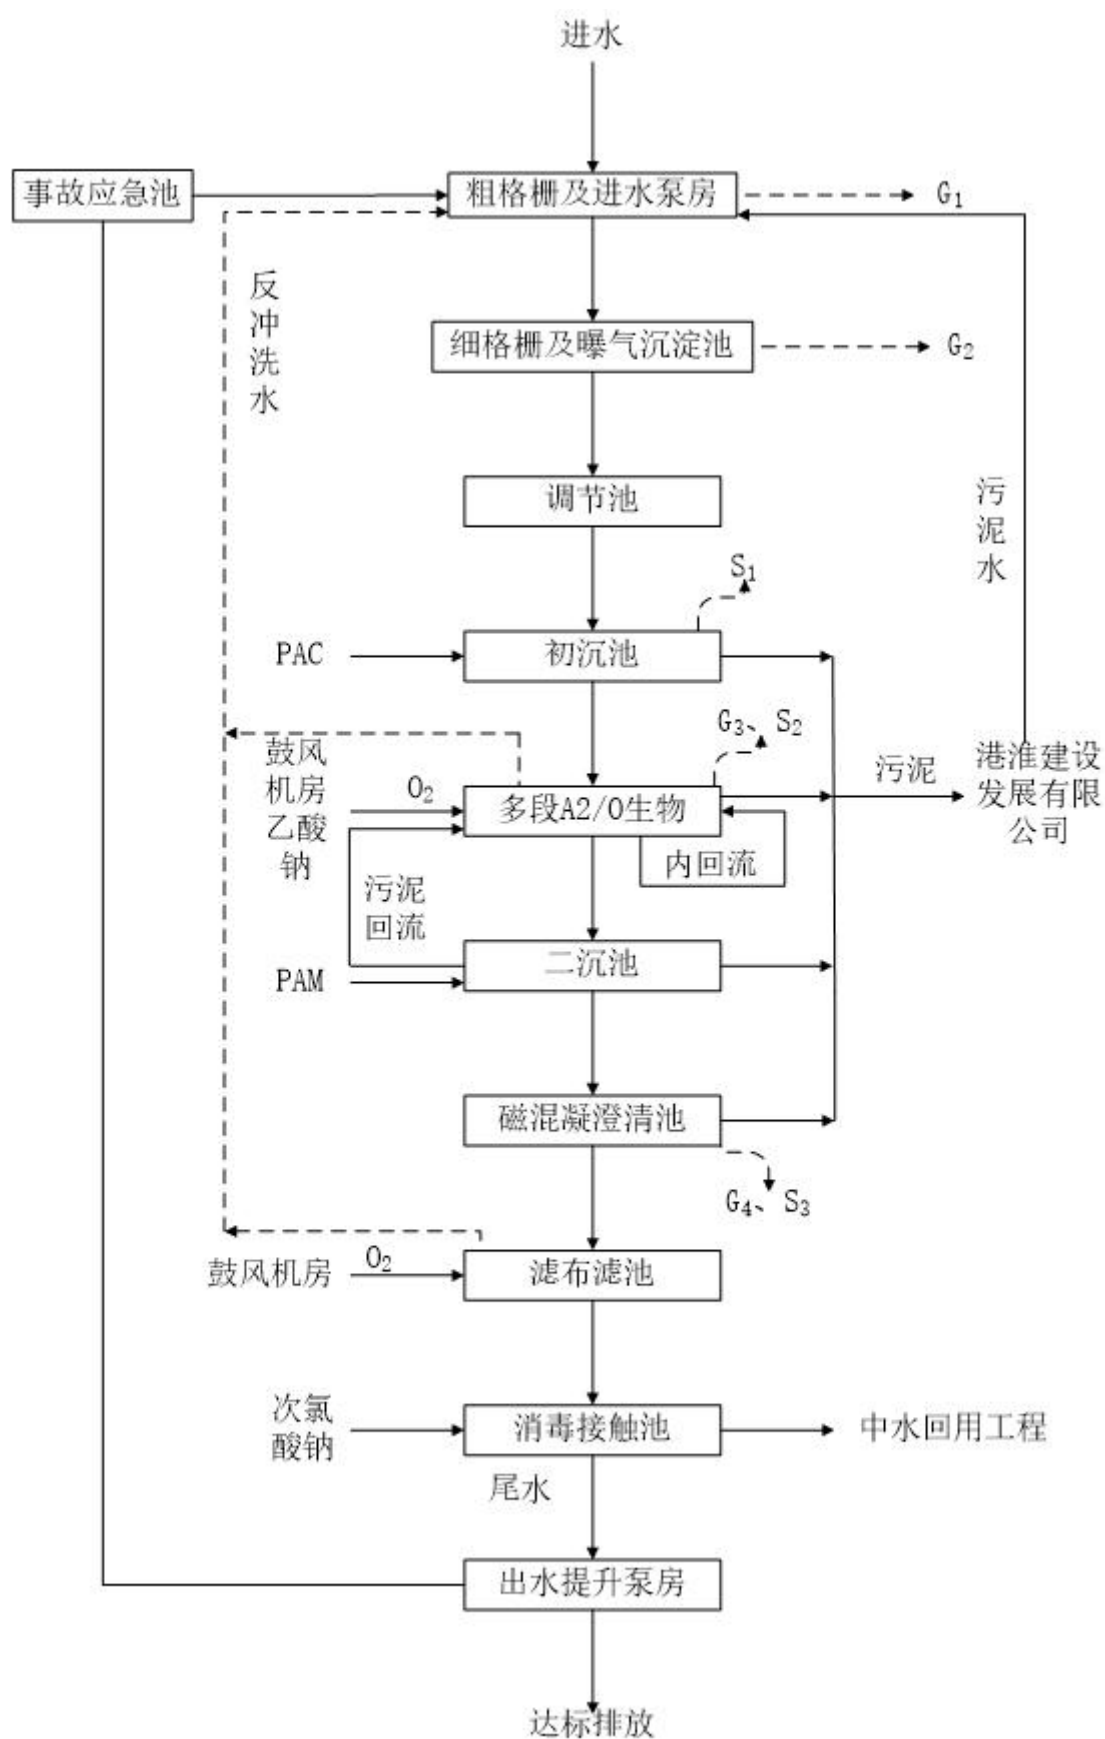 进水
事故应急池
粗格栅及进水泵房
G₁
反
冲
洗
水
细格栅及曝气沉淀池
G₂
调节池
污
泥
水
S₁
PAC
初沉池
G₃、S₂
鼓风
机房
乙酸
钠
O₂
多段A2/O生物
污泥
港淮建设
发展有限
公司
内回流
污泥
回流
二沉池
PAM
磁混凝澄清池
G₄、S₃
鼓风机房
O₂
滤布滤池
次氯
酸钠
消毒接触池
中水回用工程
尾水
出水提升泵房
达标排放